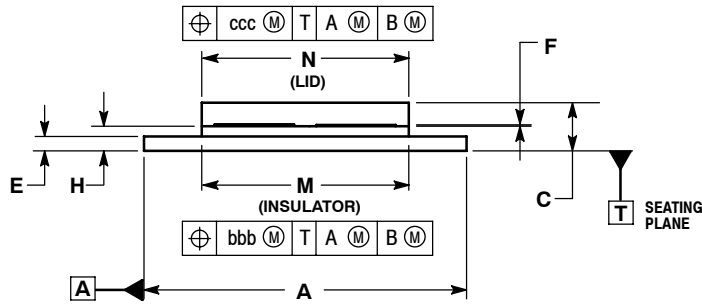 ⌖ ccc Ⓜ T A Ⓜ B Ⓜ
F
N
(LID)
E
H
M
(INSULATOR)
C
T SEATING
PLANE
⌖ bbb Ⓜ T A Ⓜ B Ⓜ
A
A